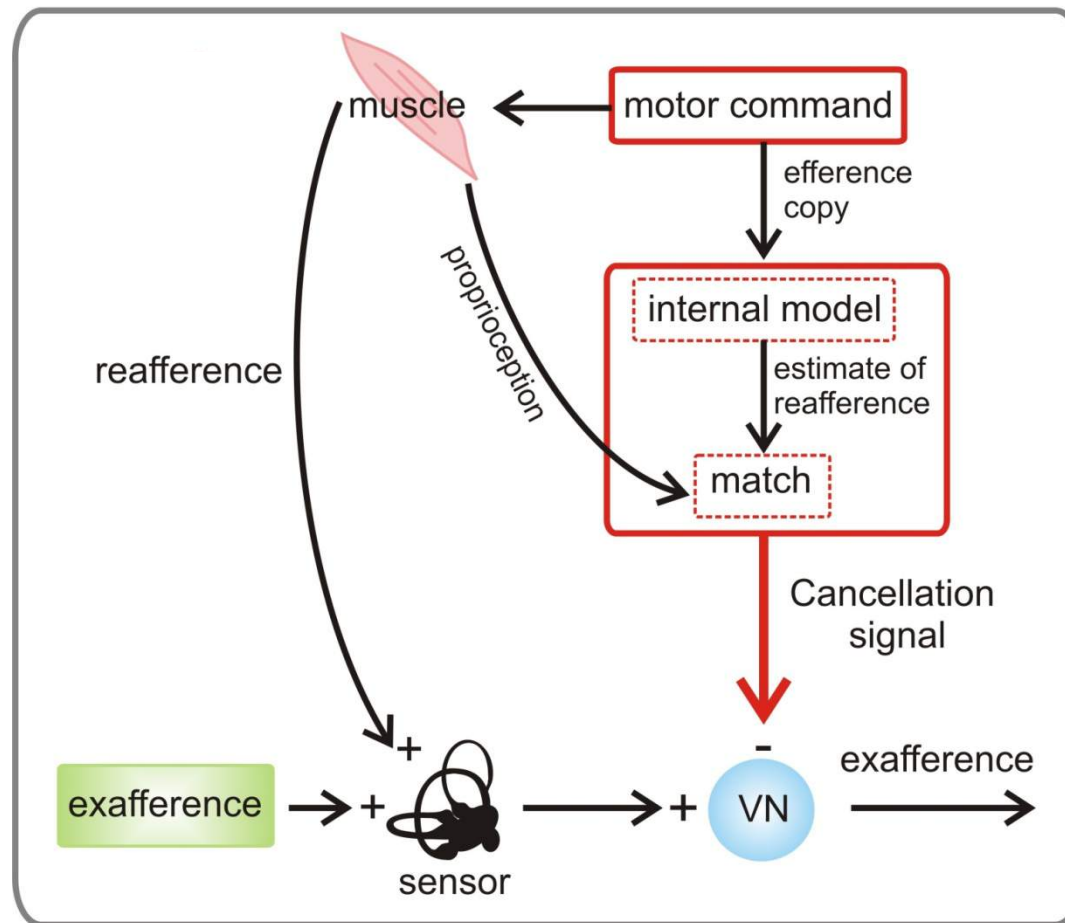 muscle
motor command
efference
copy
internal model
proprioception
reafference
estimate of
reafference
match
Cancellation
signal
+
-
exafference
exafference
+
+
VN
sensor